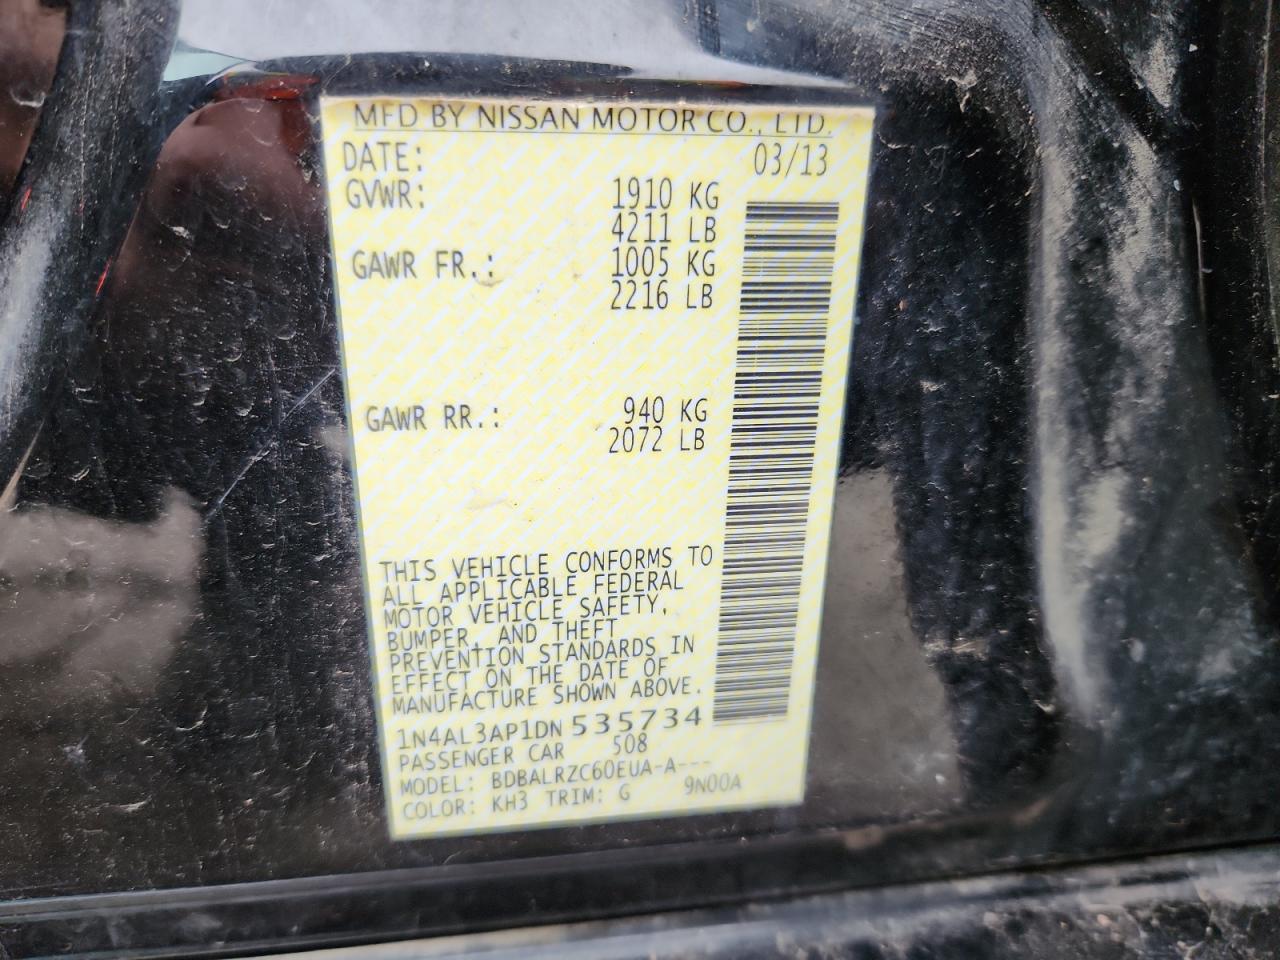 MFD BY NISSAN MOTOR CO., LTD.
DATE: 03/13
GVWR: 1910 KG
4211 LB
GAWR FR.: 1005 KG
2216 LB
GAWR RR.: 940 KG
2072 LB
THIS VEHICLE CONFORMS TO
ALL APPLICABLE FEDERAL
MOTOR VEHICLE SAFETY,
BUMPER, AND THEFT
PREVENTION STANDARDS IN
EFFECT ON THE DATE OF
MANUFACTURE SHOWN ABOVE.
1N4AL3AP1DN 535734
PASSENGER CAR 508
MODEL: BDBALRZC60EUA-A---
COLOR: KH3 TRIM: G 9N00A